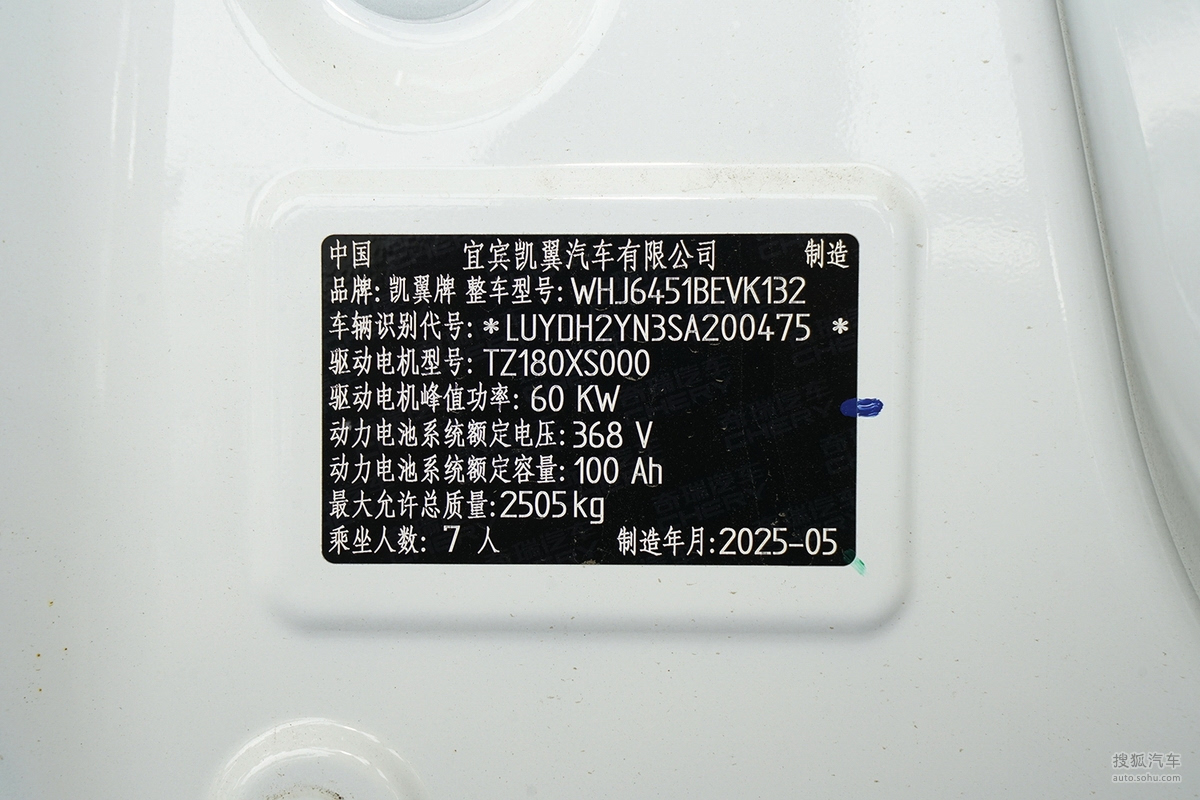 中国 宜宾凯翼汽车有限公司 制造
品牌: 凯翼牌 整车型号: WHJ6451BEVK132
车辆识别代号: *LUYDH2YN3SA200475 *
驱动电机型号: TZ180XS000
驱动电机峰值功率: 60 KW
动力电池系统额定电压: 368 V
动力电池系统额定容量: 100 Ah
最大允许总质量: 2505kg
乘坐人数: 7 人 制造年月: 2025-05
搜狐汽车
auto.sohu.com